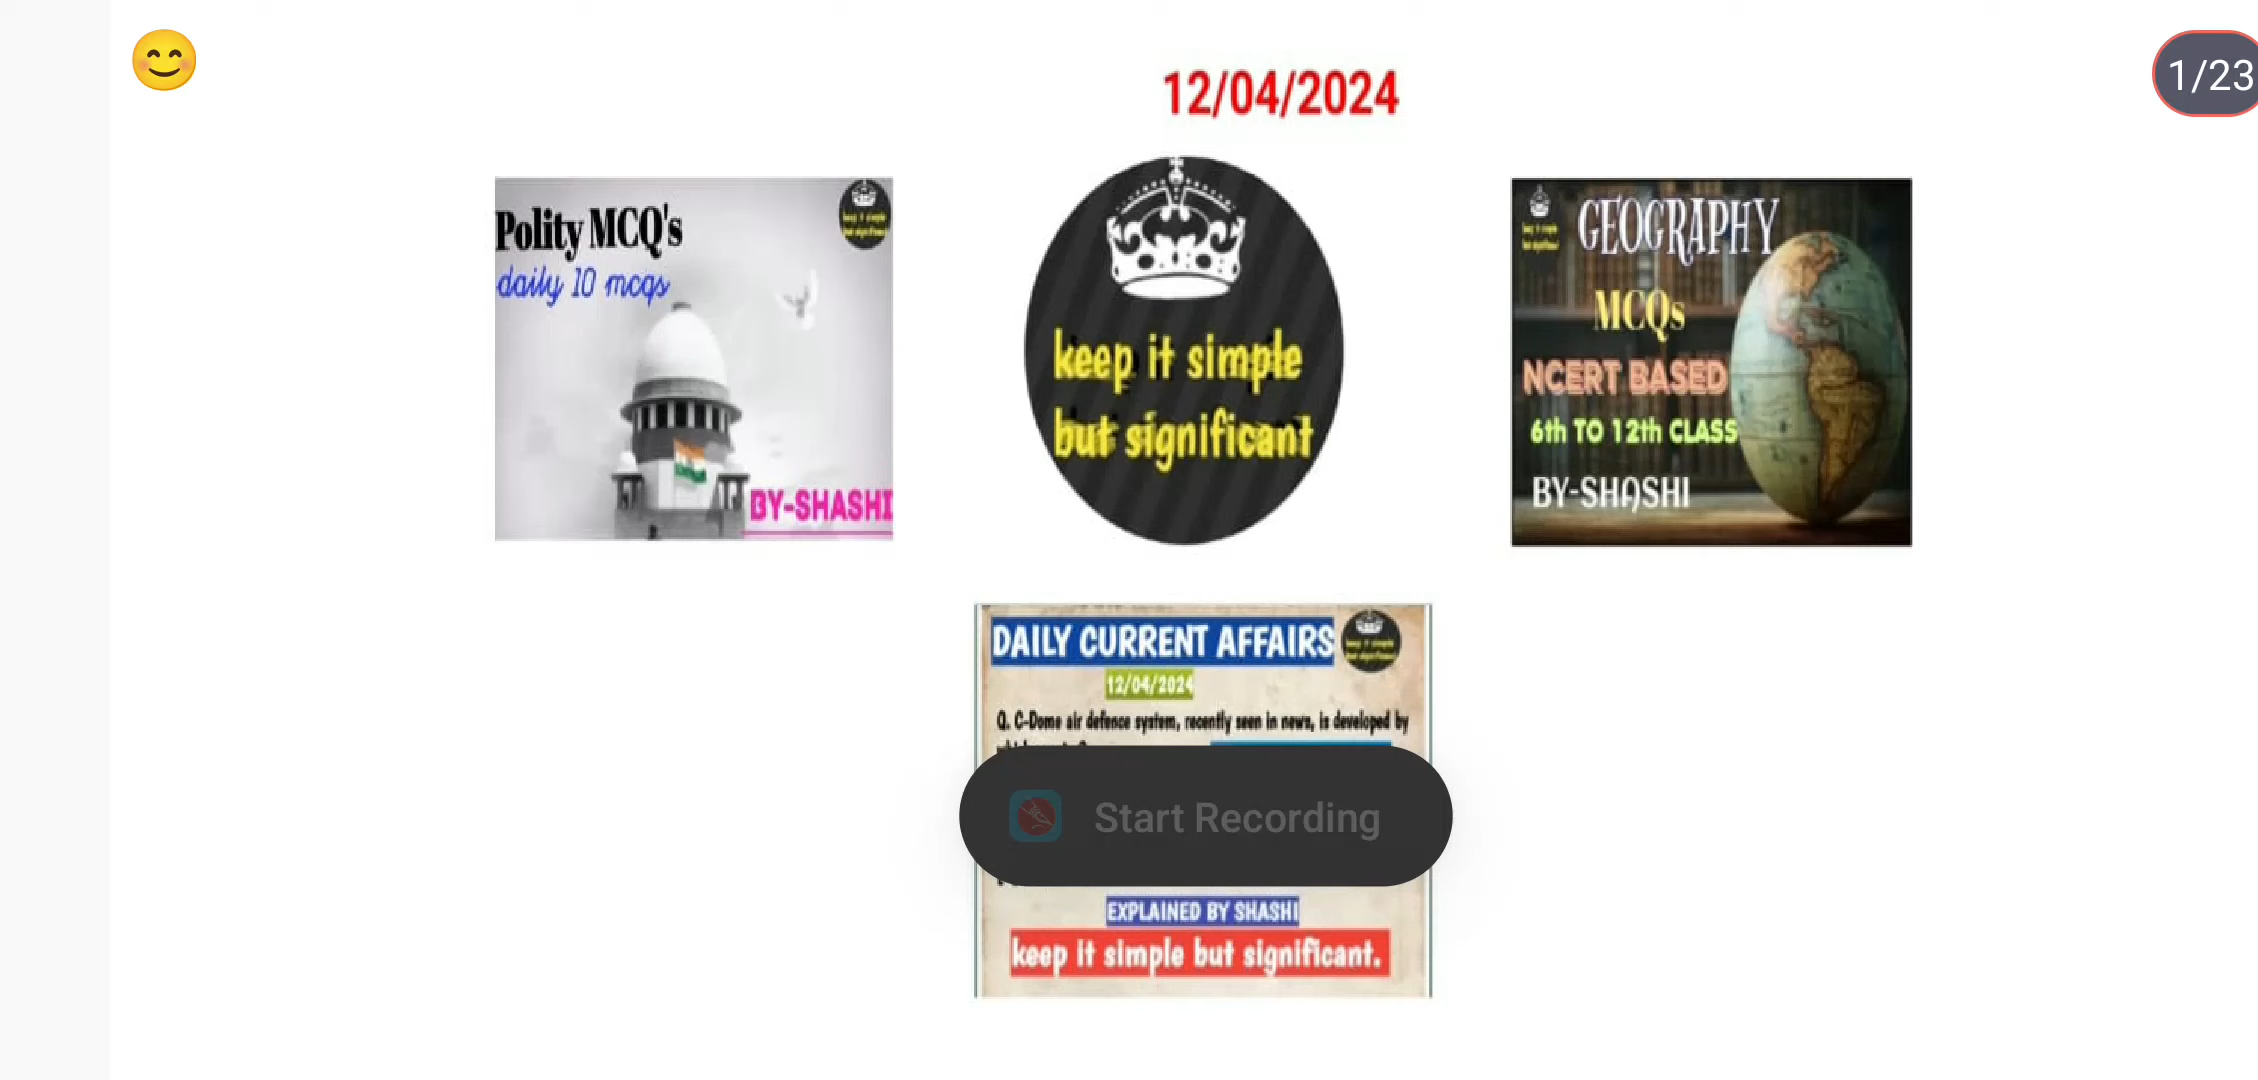 😊
1/23
12/04/2024
Polity MCQ's
daily 10 mcqs
BY-SHASHI
keep it simple
but significant
GEOGRAPHY
MCQs
NCERT BASED
6th TO 12th CLASS
BY-SHASHI
DAILY CURRENT AFFAIRS
12/04/2024
Q. C-Dome air defence system, recently seen in news, is developed by
Start Recording
EXPLAINED BY SHASHI
keep it simple but significant.